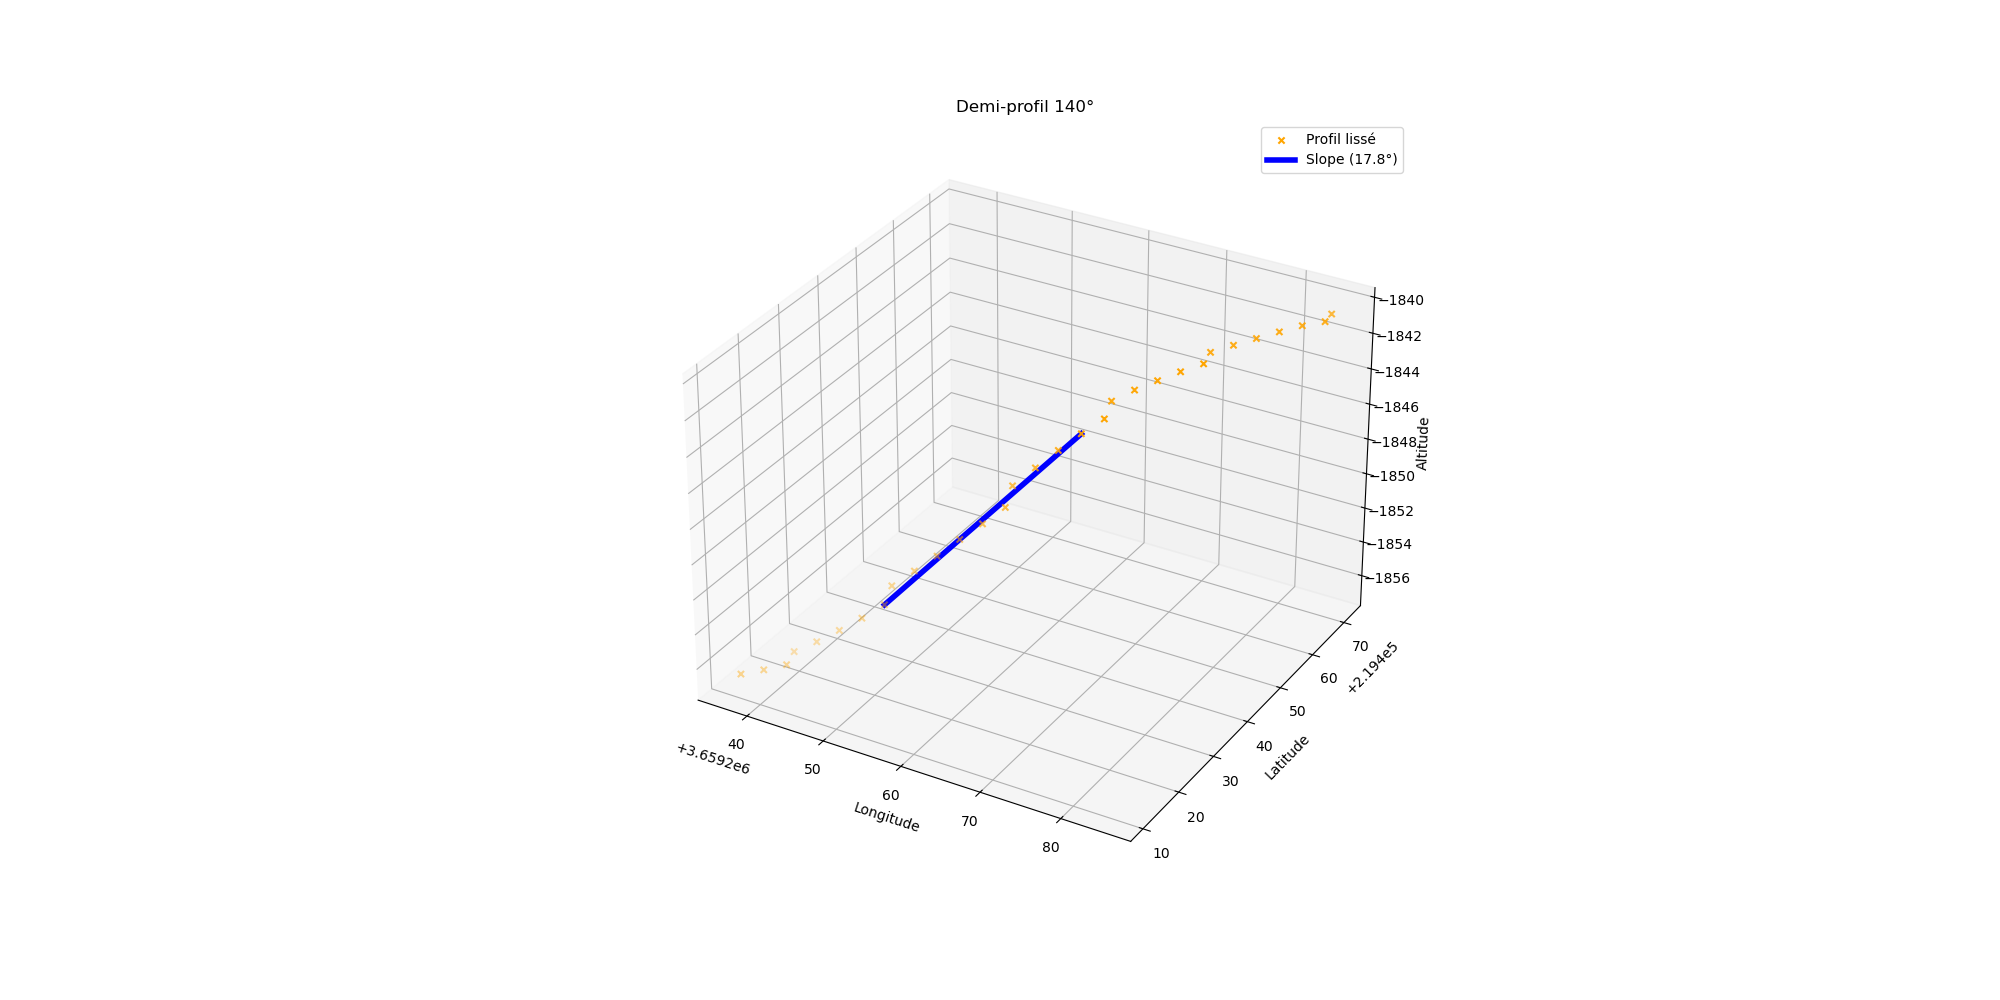 Demi-profil 140°
Profil lissé
Slope (17.8°)
−1840
−1842
−1844
−1846
−1848
−1850
−1852
−1854
−1856
Altitude
70
60
50
40
30
20
10
+2.194e5
Latitude
40
50
60
70
80
+3.6592e6
Longitude